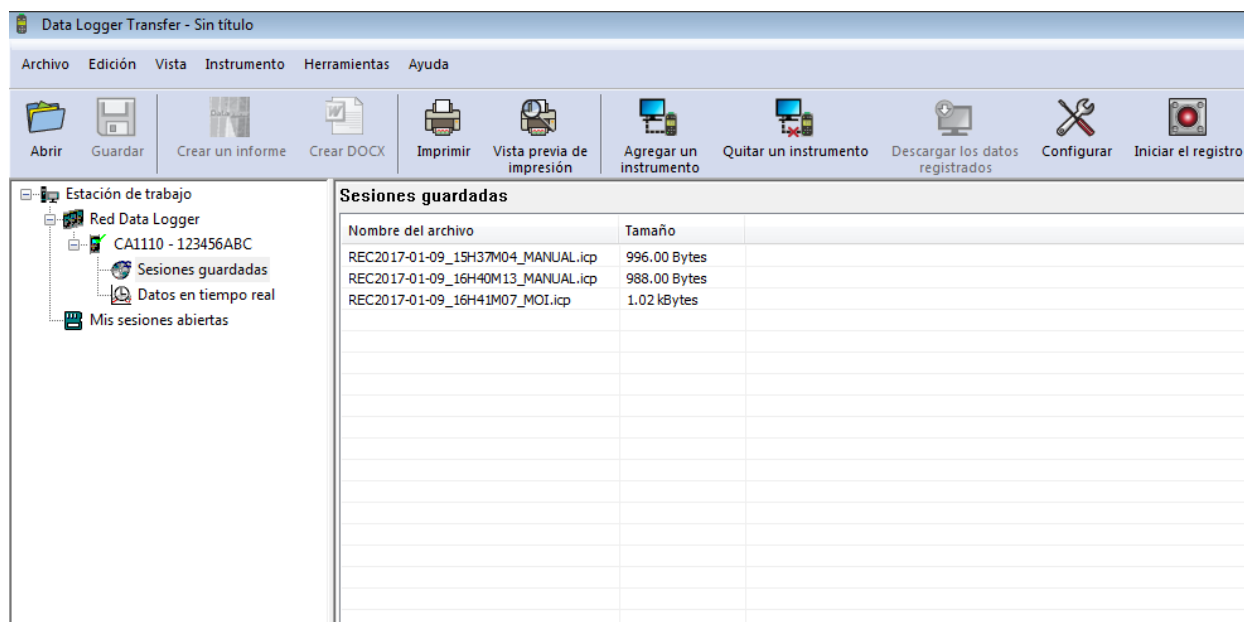 Data Logger Transfer - Sin título
Archivo Edición Vista Instrumento Herramientas Ayuda
Abrir Guardar Crear un informe Crear DOCX Imprimir Vista previa de impresión Agregar un instrumento Quitar un instrumento Descargar los datos registrados Configurar Iniciar el registro
Estación de trabajo
Red Data Logger
CA1110 - 123456ABC
Sesiones guardadas
Datos en tiempo real
Mis sesiones abiertas
Sesiones guardadas
Nombre del archivo Tamaño
REC2017-01-09_15H37M04_MANUAL.icp 996.00 Bytes
REC2017-01-09_16H40M13_MANUAL.icp 988.00 Bytes
REC2017-01-09_16H41M07_MOI.icp 1.02 kBytes